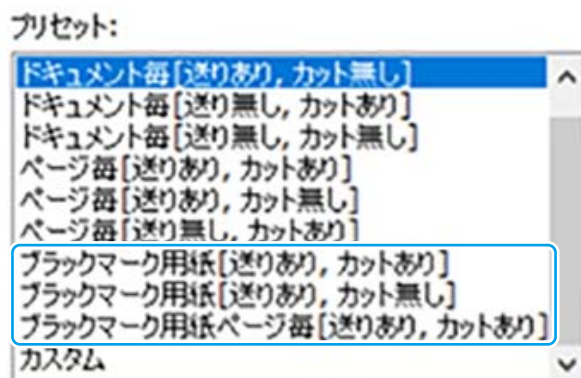 プリセット:
ドキュメント毎[送りあり, カット無し]
ドキュメント毎[送り無し, カットあり]
ドキュメント毎[送り無し, カット無し]
ページ毎[送りあり, カットあり]
ページ毎[送りあり, カット無し]
ページ毎[送り無し, カットあり]
ブラックマーク用紙[送りあり, カットあり]
ブラックマーク用紙[送りあり, カット無し]
ブラックマーク用紙ページ毎[送りあり, カットあり]
カスタム